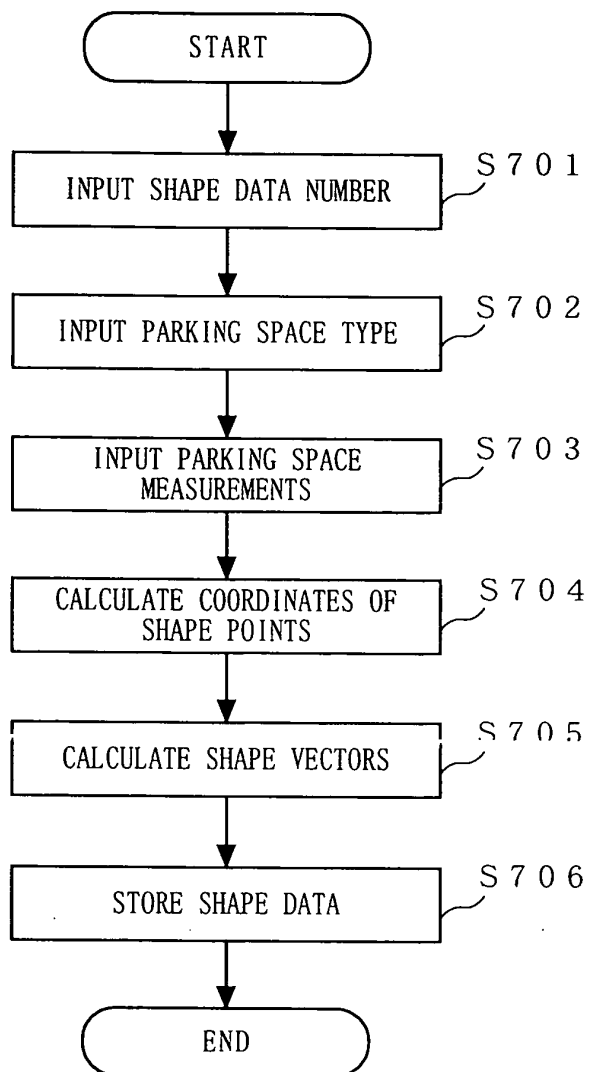 START
S701
INPUT SHAPE DATA NUMBER
S702
INPUT PARKING SPACE TYPE
S703
INPUT PARKING SPACE
MEASUREMENTS
S704
CALCULATE COORDINATES OF
SHAPE POINTS
S705
CALCULATE SHAPE VECTORS
S706
STORE SHAPE DATA
END